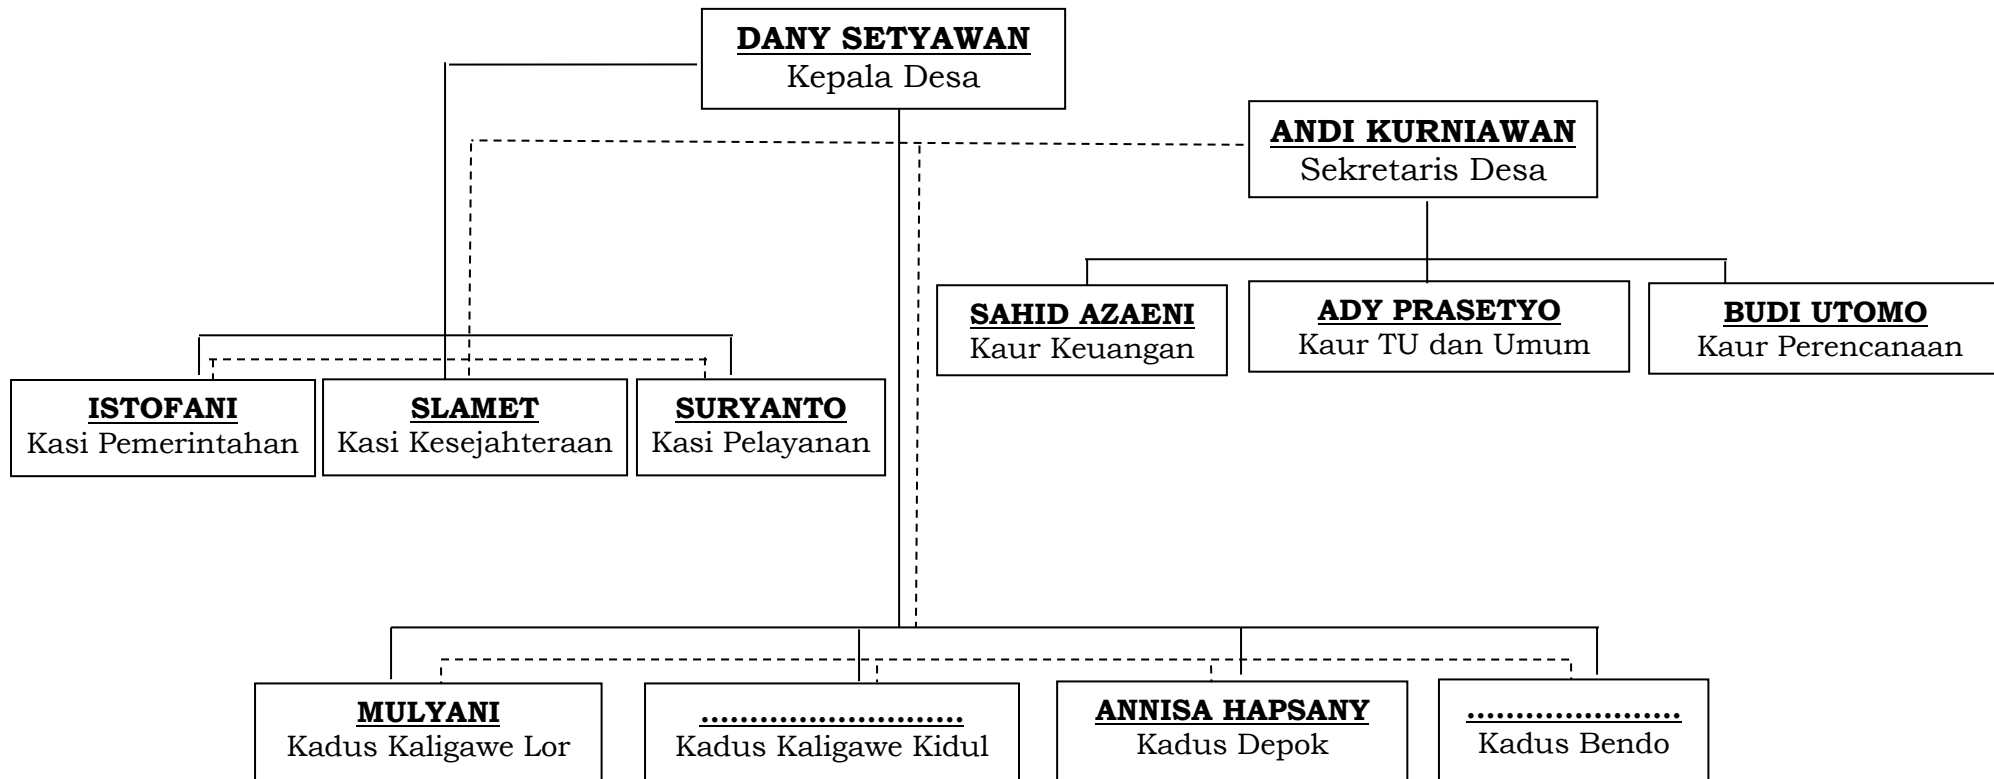 DANY SETYAWAN
Kepala Desa
ANDI KURNIAWAN
Sekretaris Desa
SAHID AZAENI
Kaur Keuangan
ADY PRASETYO
Kaur TU dan Umum
BUDI UTOMO
Kaur Perencanaan
ISTOFANI
Kasi Pemerintahan
SLAMET
Kasi Kesejahteraan
SURYANTO
Kasi Pelayanan
MULYANI
Kadus Kaligawe Lor
...........................
Kadus Kaligawe Kidul
ANNISA HAPSANY
Kadus Depok
......................
Kadus Bendo